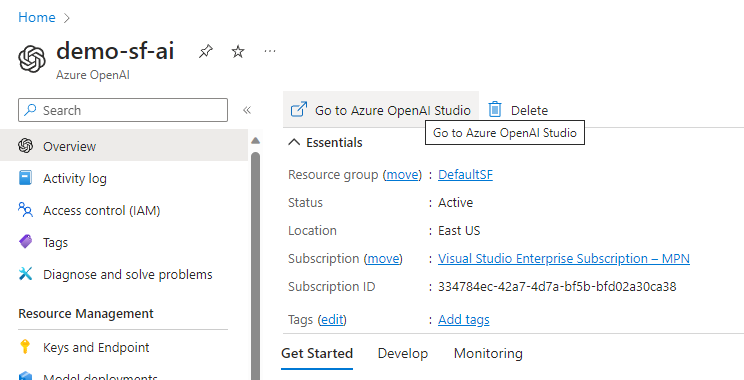 Home
demo-sf-ai
Azure OpenAI
Search
Overview
Activity log
Access control (IAM)
Tags
Diagnose and solve problems
Resource Management
Keys and Endpoint
Model deployments
Go to Azure OpenAI Studio Delete
Go to Azure OpenAI Studio
Essentials
Resource group (move) : DefaultSF
Status : Active
Location : East US
Subscription (move) : Visual Studio Enterprise Subscription – MPN
Subscription ID : 334784ec-42a7-4d7a-bf5b-bfd02a30ca38
Tags (edit) : Add tags
Get Started Develop Monitoring